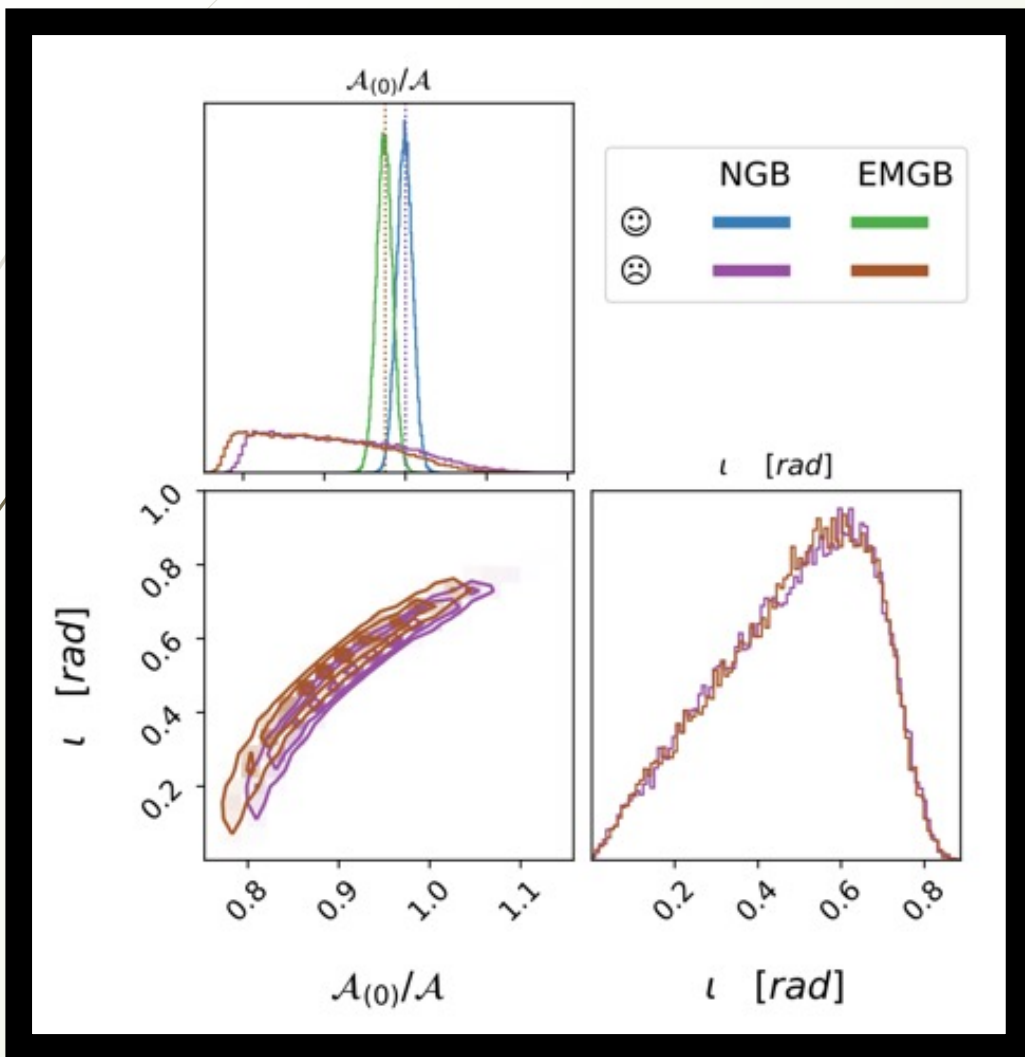 𝒜(0)/𝒜
NGB EMGB
☺
☹
ι [rad]
1.0
0.8
0.6
0.4
0.2
ι [rad]
0.8 0.9 1.0 1.1
0.2 0.4 0.6 0.8
𝒜(0)/𝒜
ι [rad]